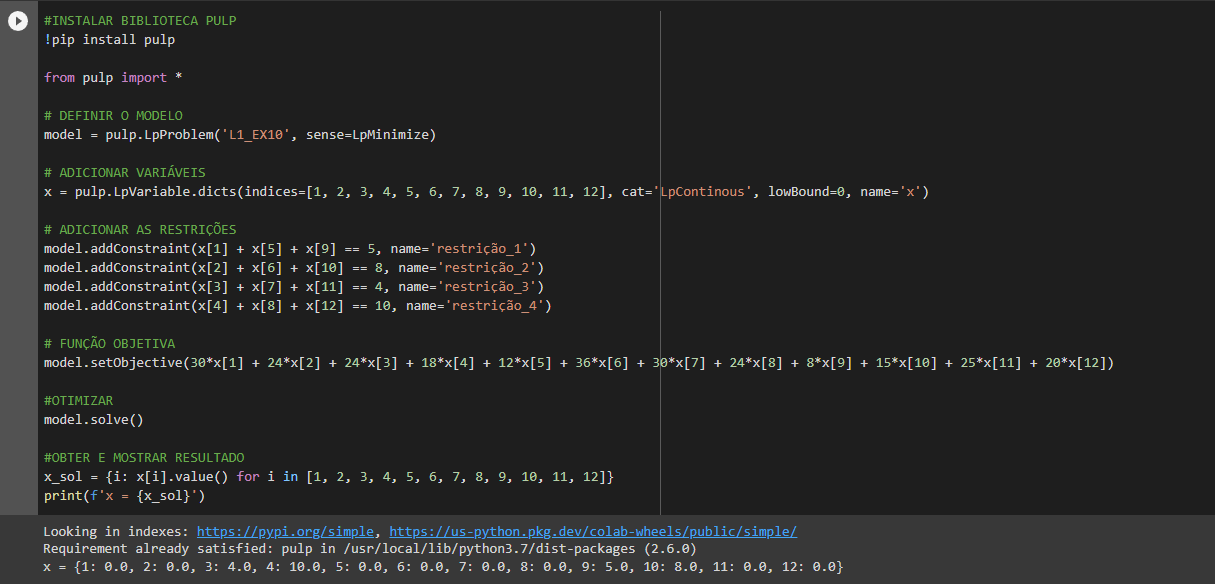 #INSTALAR BIBLIOTECA PULP
!pip install pulp
from pulp import *
# DEFINIR O MODELO
model = pulp.LpProblem('L1_EX10', sense=LpMinimize)
# ADICIONAR VARIÁVEIS
x = pulp.LpVariable.dicts(indices=[1, 2, 3, 4, 5, 6, 7, 8, 9, 10, 11, 12], cat='LpContinous', lowBound=0, name='x')
# ADICIONAR AS RESTRIÇÕES
model.addConstraint(x[1] + x[5] + x[9] == 5, name='restrição_1')
model.addConstraint(x[2] + x[6] + x[10] == 8, name='restrição_2')
model.addConstraint(x[3] + x[7] + x[11] == 4, name='restrição_3')
model.addConstraint(x[4] + x[8] + x[12] == 10, name='restrição_4')
# FUNÇÃO OBJETIVA
model.setObjective(30*x[1] + 24*x[2] + 24*x[3] + 18*x[4] + 12*x[5] + 36*x[6] + 30*x[7] + 24*x[8] + 8*x[9] + 15*x[10] + 25*x[11] + 20*x[12])
#OTIMIZAR
model.solve()
#OBTER E MOSTRAR RESULTADO
x_sol = {i: x[i].value() for i in [1, 2, 3, 4, 5, 6, 7, 8, 9, 10, 11, 12]}
print(f'x = {x_sol}')
Looking in indexes: https://pypi.org/simple, https://us-python.pkg.dev/colab-wheels/public/simple/
Requirement already satisfied: pulp in /usr/local/lib/python3.7/dist-packages (2.6.0)
x = {1: 0.0, 2: 0.0, 3: 4.0, 4: 10.0, 5: 0.0, 6: 0.0, 7: 0.0, 8: 0.0, 9: 5.0, 10: 8.0, 11: 0.0, 12: 0.0}